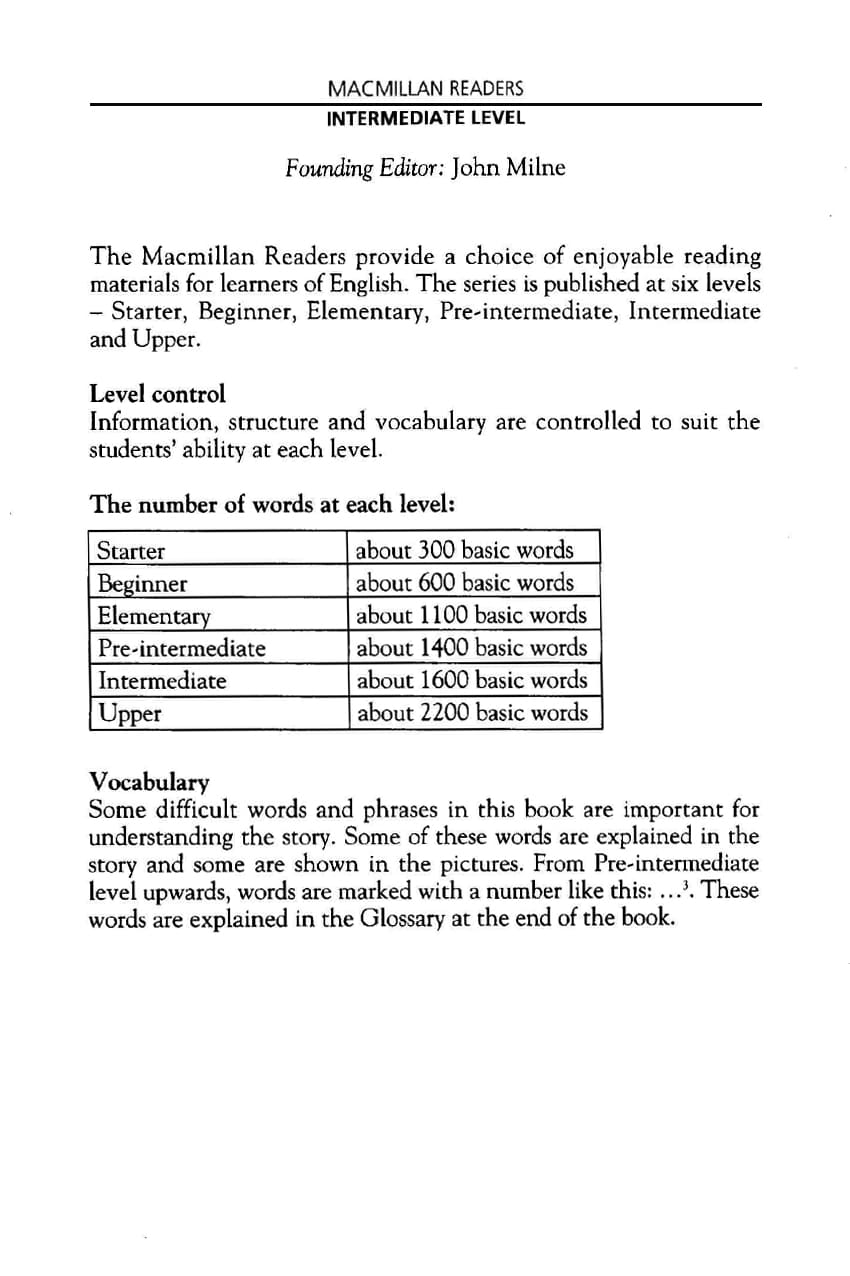 MACMILLAN READERS
INTERMEDIATE LEVEL
Founding Editor: John Milne
The Macmillan Readers provide a choice of enjoyable reading
materials for learners of English. The series is published at six levels
– Starter, Beginner, Elementary, Pre-intermediate, Intermediate
and Upper.
Level control
Information, structure and vocabulary are controlled to suit the
students’ ability at each level.
The number of words at each level:
Starter about 300 basic words
Beginner about 600 basic words
Elementary about 1100 basic words
Pre-intermediate about 1400 basic words
Intermediate about 1600 basic words
Upper about 2200 basic words
Vocabulary
Some difficult words and phrases in this book are important for
understanding the story. Some of these words are explained in the
story and some are shown in the pictures. From Pre-intermediate
level upwards, words are marked with a number like this: ...³. These
words are explained in the Glossary at the end of the book.